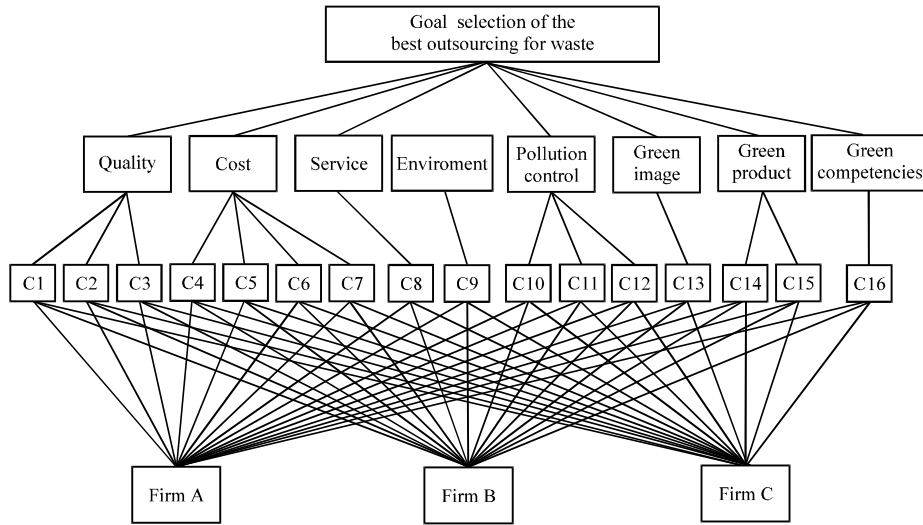 Goal selection of the
best outsourcing for waste
Quality
Cost
Service
Enviroment
Pollution
control
Green
image
Green
product
Green
competencies
C1
C2
C3
C4
C5
C6
C7
C8
C9
C10
C11
C12
C13
C14
C15
C16
Firm A
Firm B
Firm C